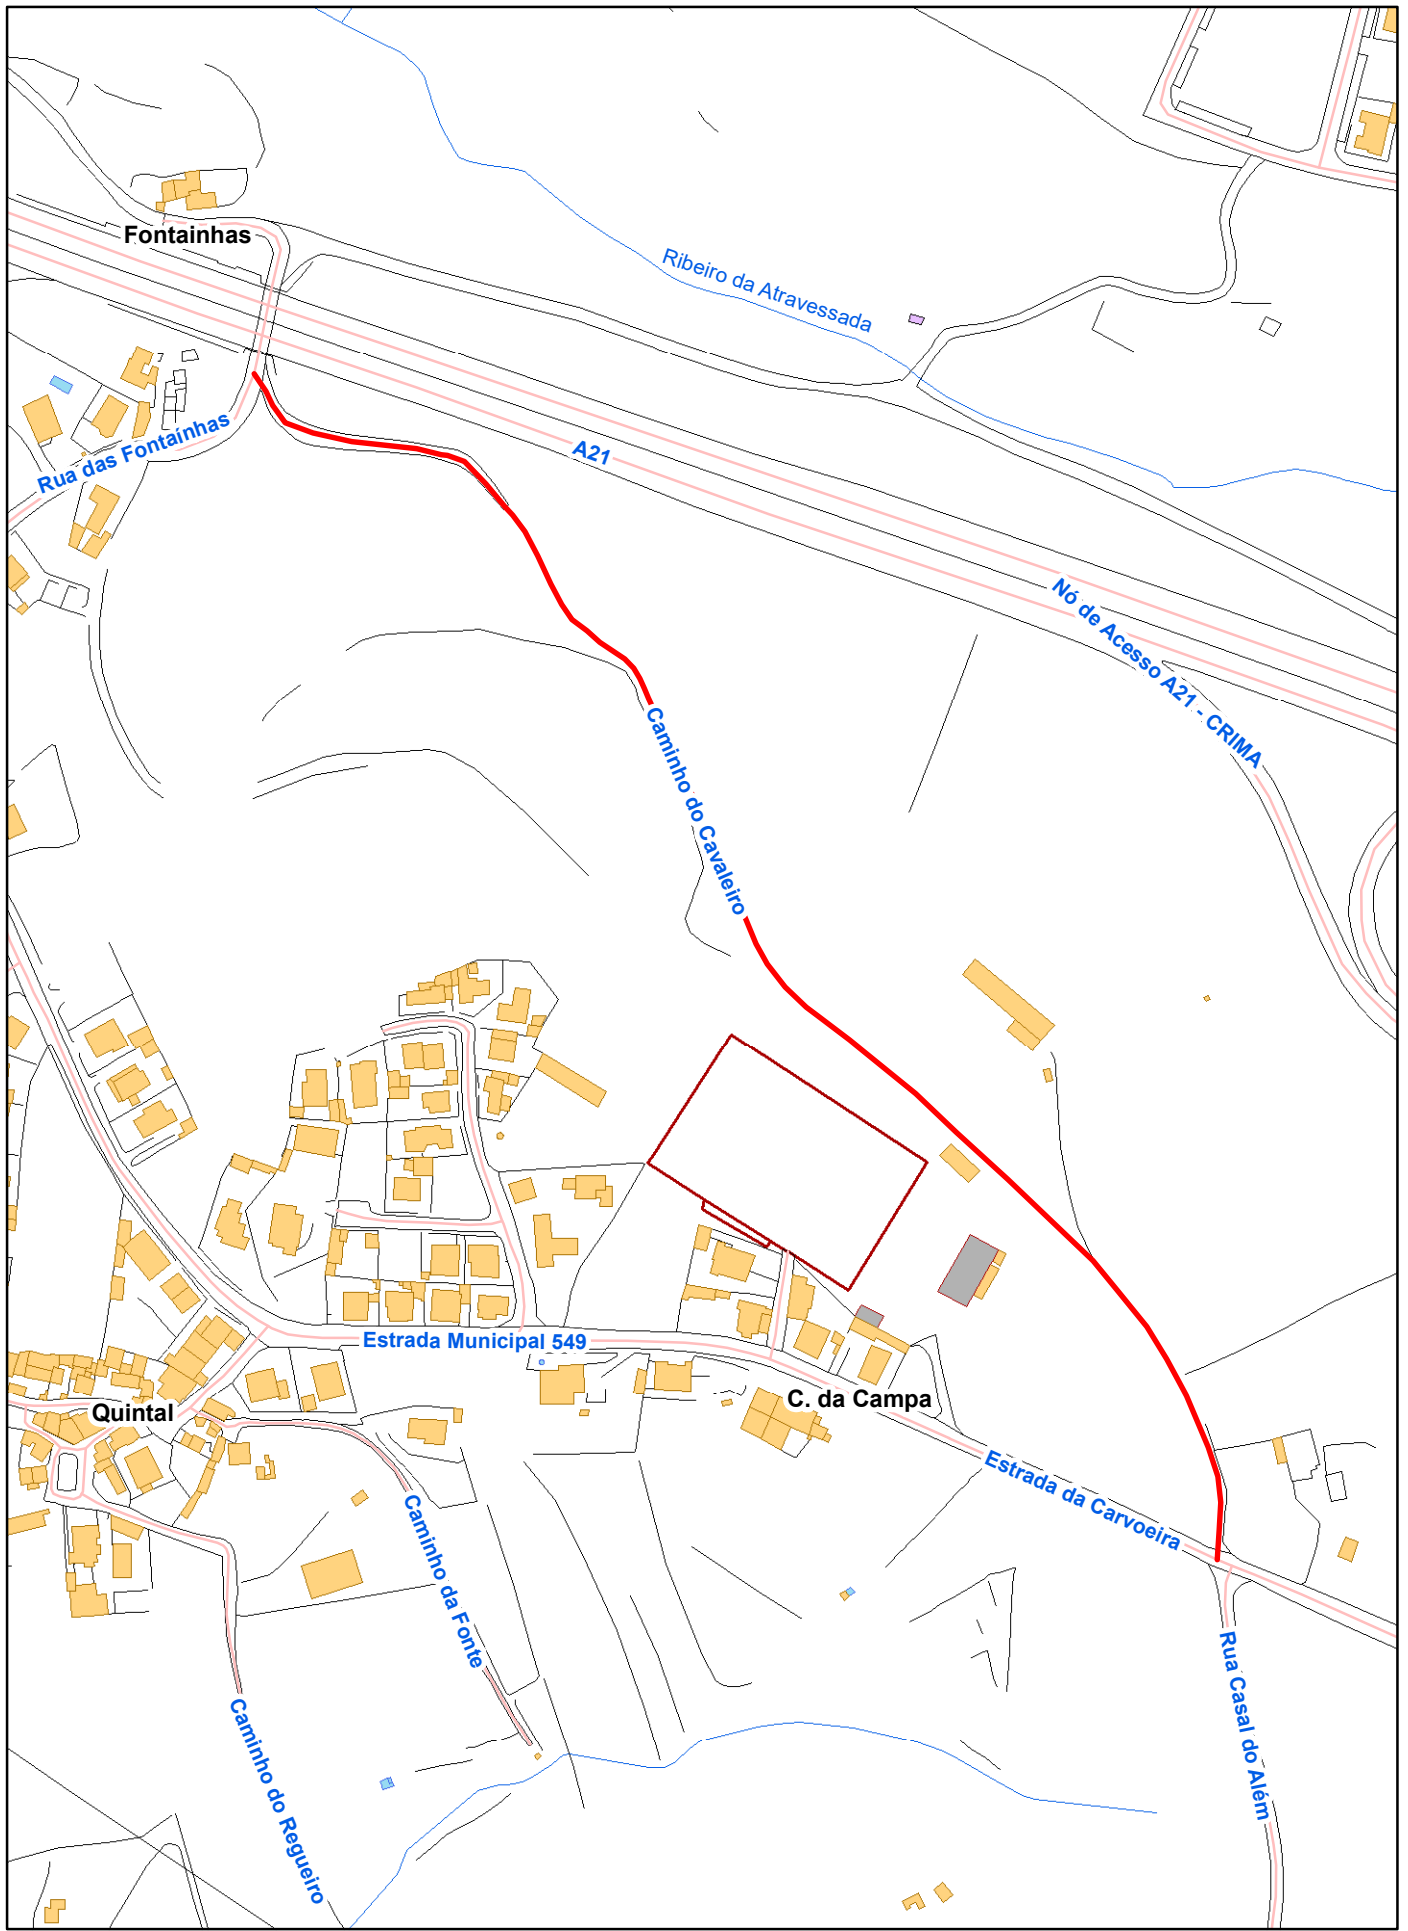 Fontainhas
Ribeiro da Atravessada
7
Rua das Fontaínhas
A21
Nó de Acesso A21 - CRIMA
Caminho do Cavaleiro
Estrada Municipal 549
C. da Campa
Quintal
Estrada da Carvoeira
Caminho da Fonte
Rua Casal do Além
Caminho do Regueiro